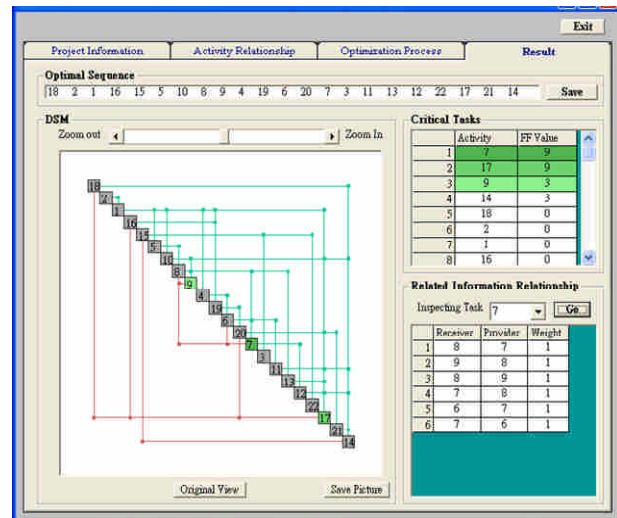 Exit
Project Information Activity Relationship Optimization Process Result
Optimal Sequence
18 2 1 16 15 5 10 8 9 4 19 6 20 7 3 11 13 12 22 17 21 14 Save
DSM
Zoom out Zoom In
18
2
1
16
15
5
10
8
9
4
19
6
20
7
3
11
13
12
22
17
21
14
Original View Save Picture
Critical Tasks
Activity FF Value
1 7 9
2 17 9
3 9 3
4 14 3
5 18 0
6 2 0
7 1 0
8 16 0
Related Information Relationship
Inspecting Task 7 Go
Receiver Provider Weight
1 8 7 1
2 9 8 1
3 8 9 1
4 7 8 1
5 6 7 1
6 7 6 1